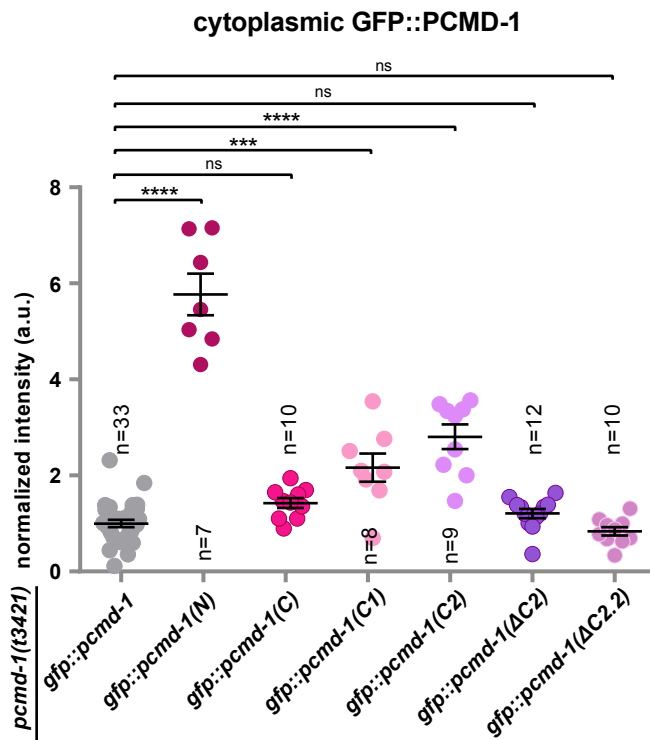 cytoplasmic GFP::PCMD-1
ns
ns
****
***
ns
****
normalized intensity (a.u.)
8
6
4
2
0
n=33
n=7
n=10
n=8
n=9
n=12
n=10
pcmd-1(t3421)
gfp::pcmd-1
gfp::pcmd-1(N)
gfp::pcmd-1(C)
gfp::pcmd-1(C1)
gfp::pcmd-1(C2)
gfp::pcmd-1(ΔC2)
gfp::pcmd-1(ΔC2.2)